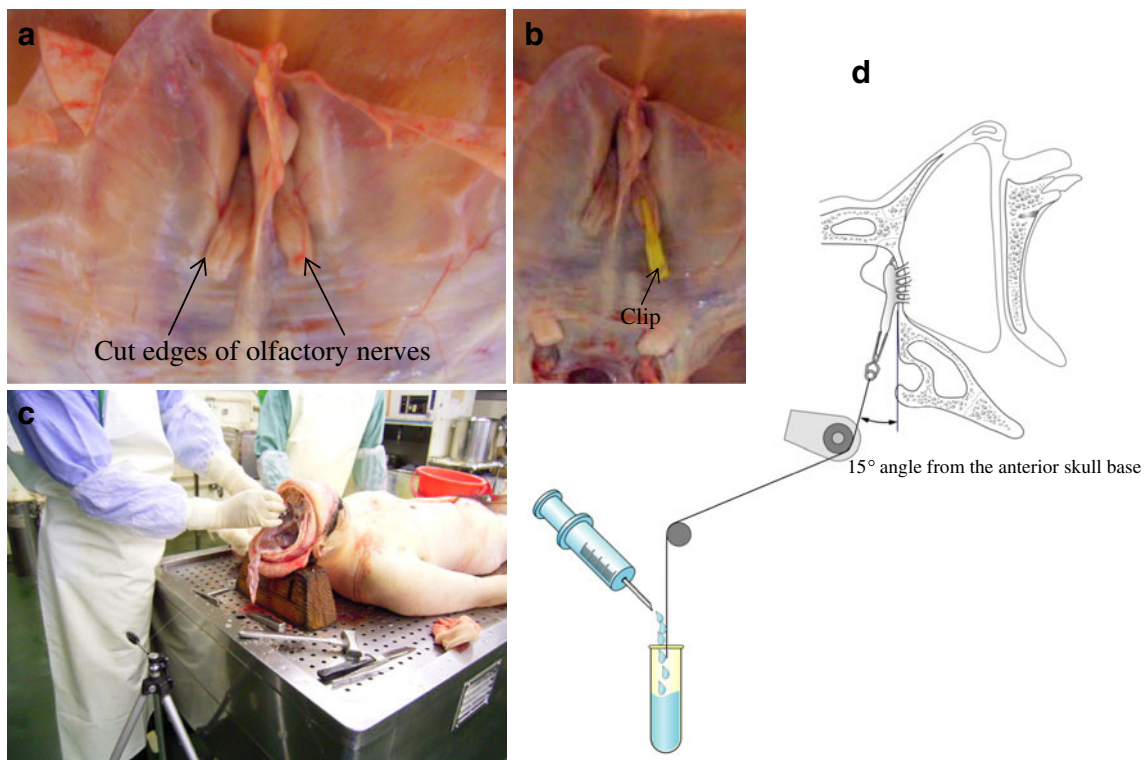 a
b
d
Clip
Cut edges of olfactory nerves
c
15° angle from the anterior skull base